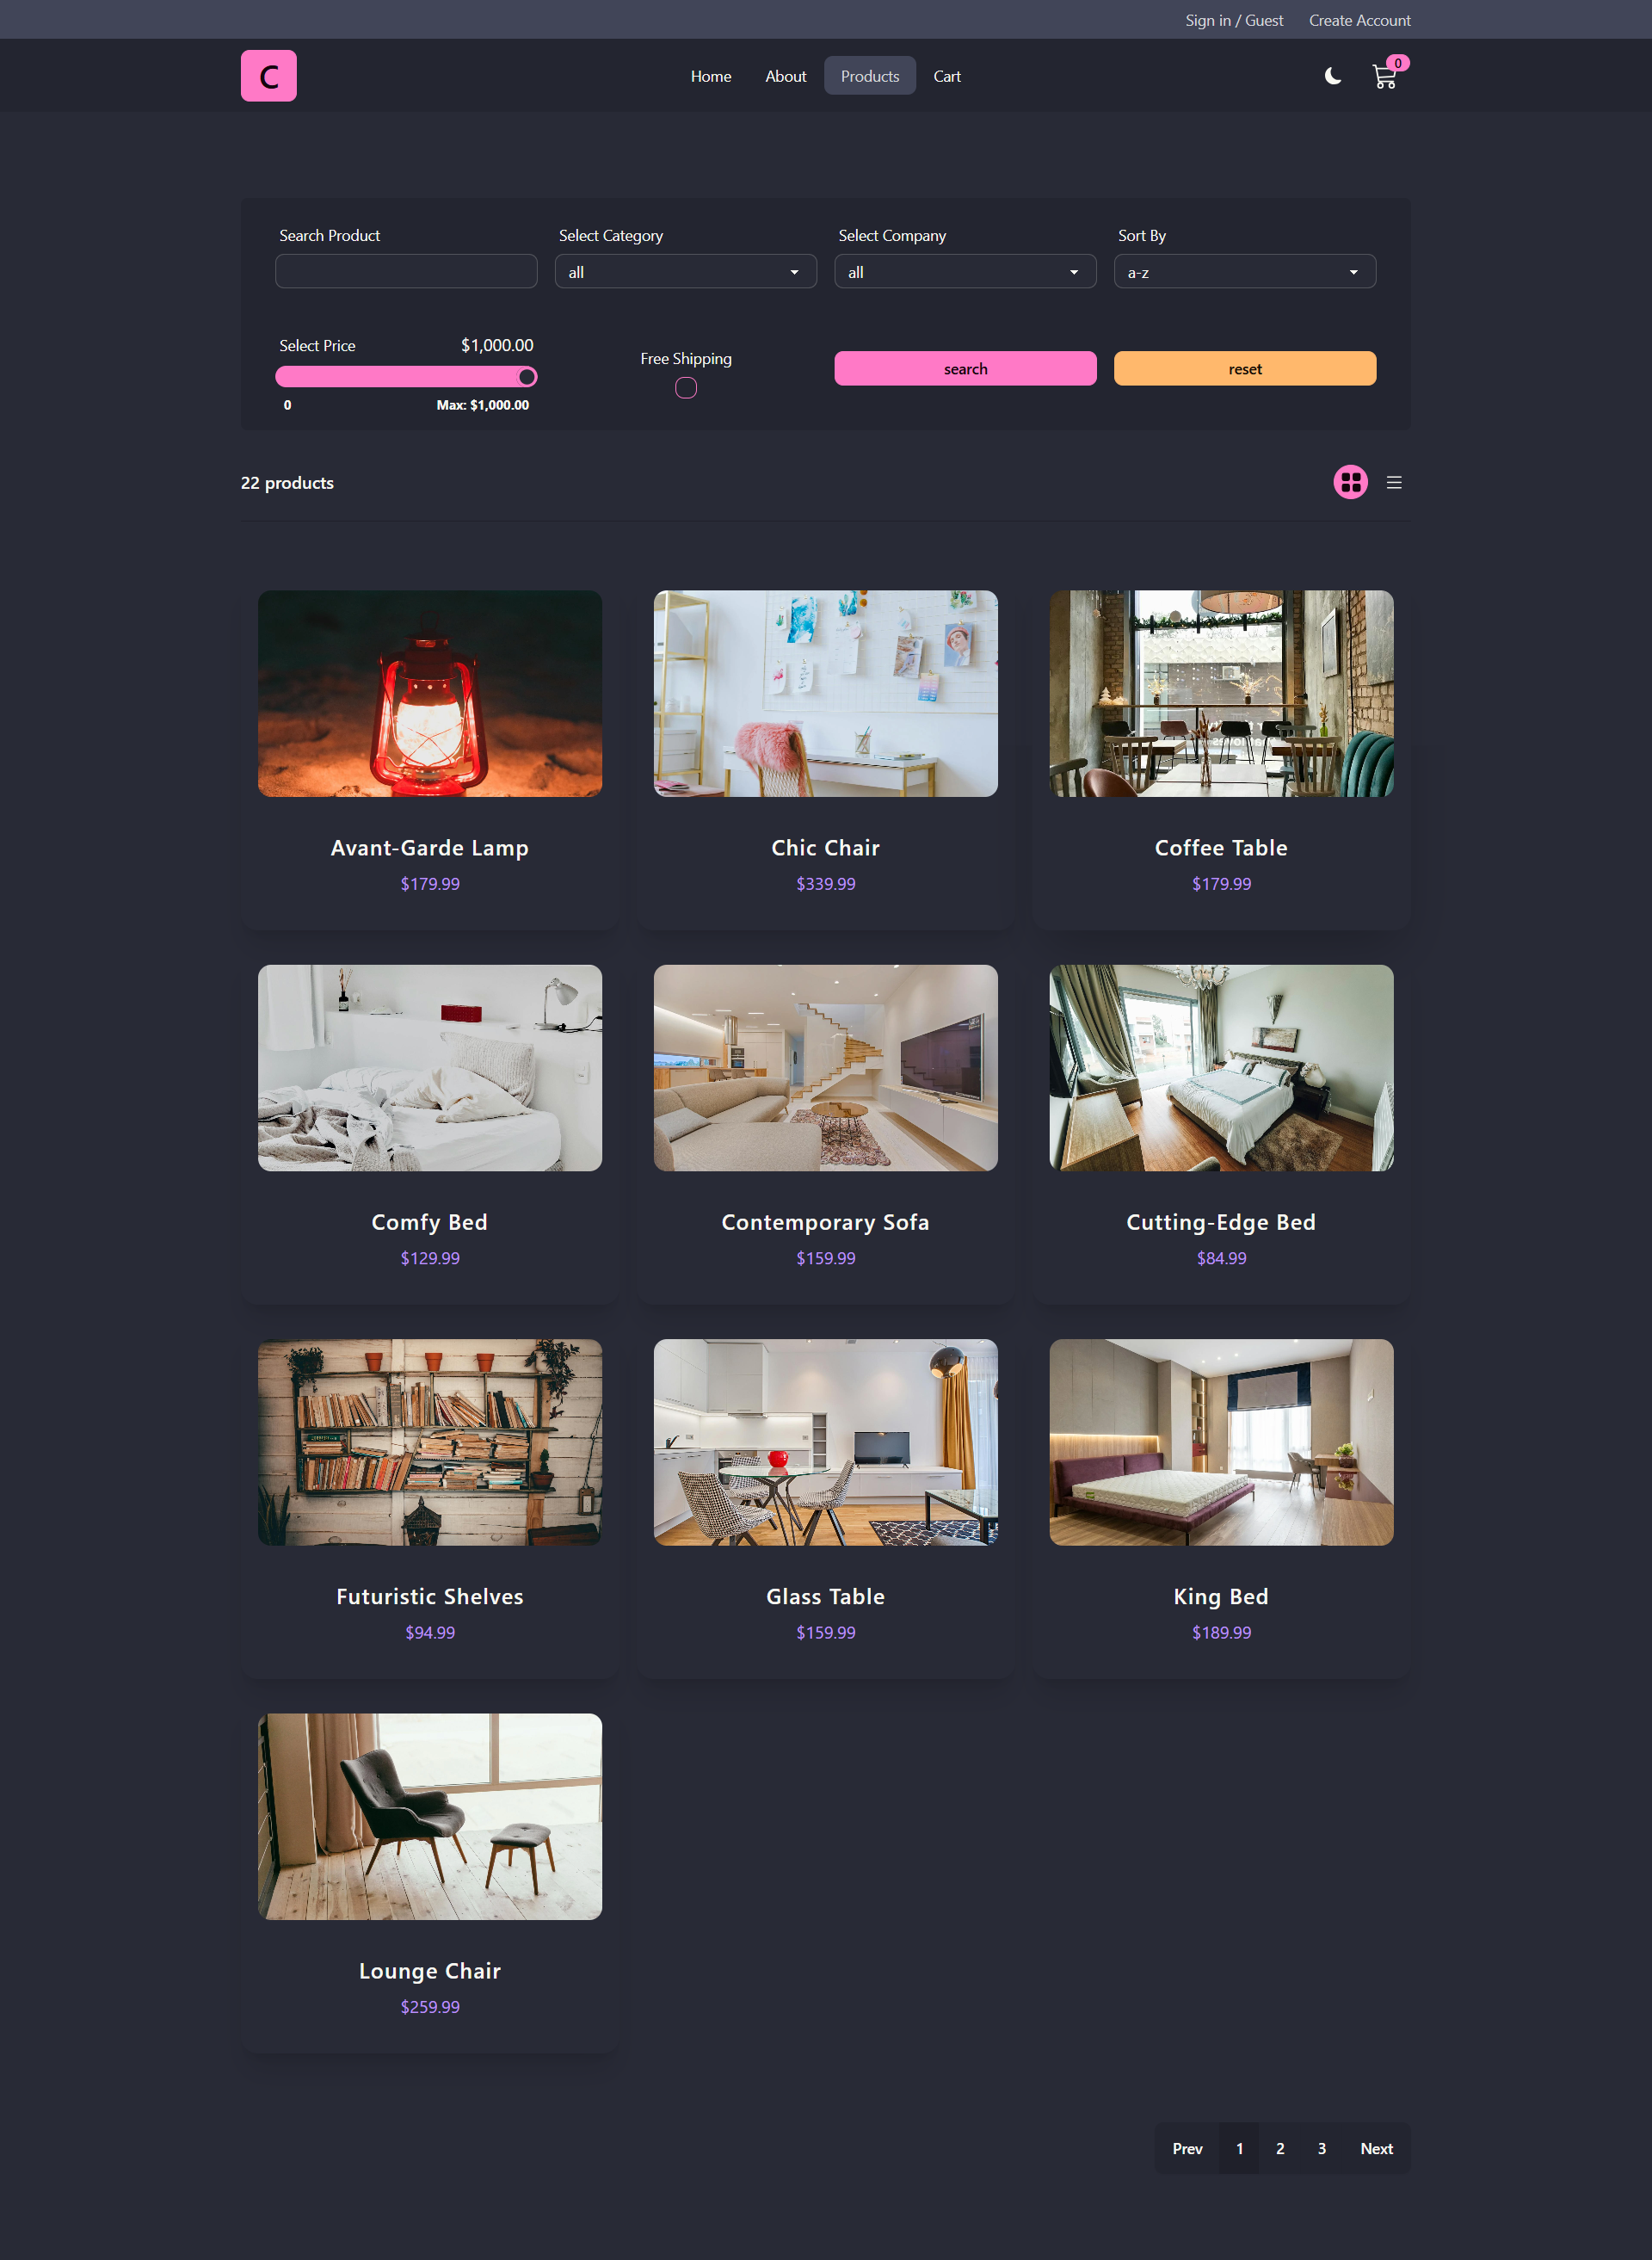 Sign in / Guest Create Account
C Home About Products Cart 0
Search Product Select Category Select Company Sort By
all all a-z
Select Price $1,000.00 Free Shipping search reset
0 Max: $1,000.00
22 products
Avant-Garde Lamp Chic Chair Coffee Table
$179.99 $339.99 $179.99
Comfy Bed Contemporary Sofa Cutting-Edge Bed
$129.99 $159.99 $84.99
Futuristic Shelves Glass Table King Bed
$94.99 $159.99 $189.99
Lounge Chair
$259.99
Prev 1 2 3 Next